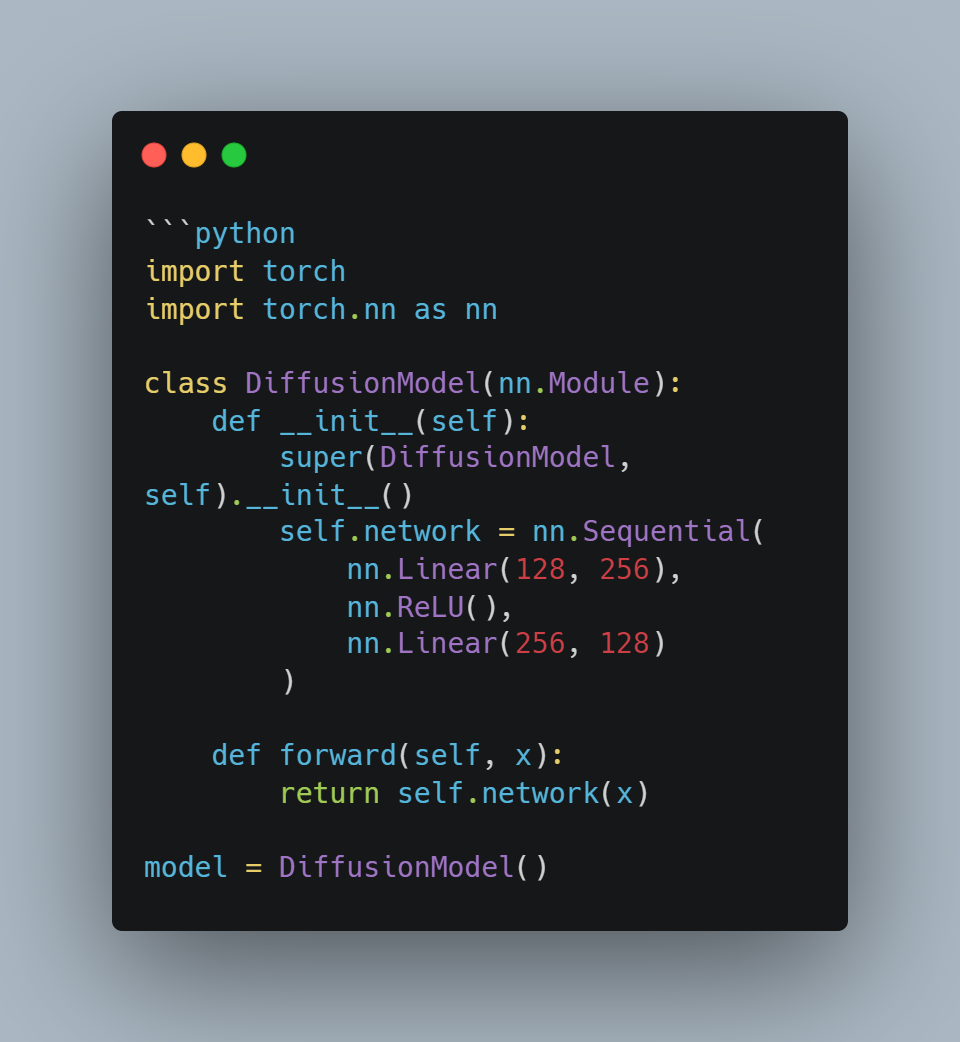 ```python
import torch
import torch.nn as nn

class DiffusionModel(nn.Module):
    def __init__(self):
        super(DiffusionModel,
self).__init__()
        self.network = nn.Sequential(
            nn.Linear(128, 256),
            nn.ReLU(),
            nn.Linear(256, 128)
        )

    def forward(self, x):
        return self.network(x)

model = DiffusionModel()